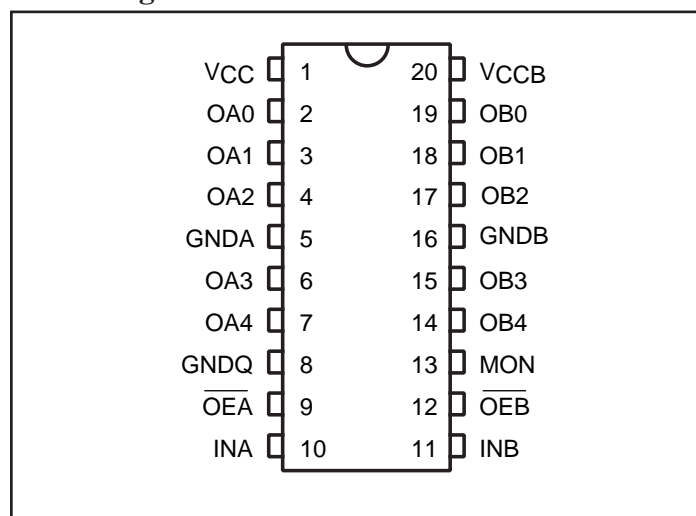 VCC 1 20 VCCB
OA0 2 19 OB0
OA1 3 18 OB1
OA2 4 17 OB2
GNDA 5 16 GNDB
OA3 6 15 OB3
OA4 7 14 OB4
GNDQ 8 13 MON
O̅E̅A̅ 9 12 O̅E̅B̅
INA 10 11 INB